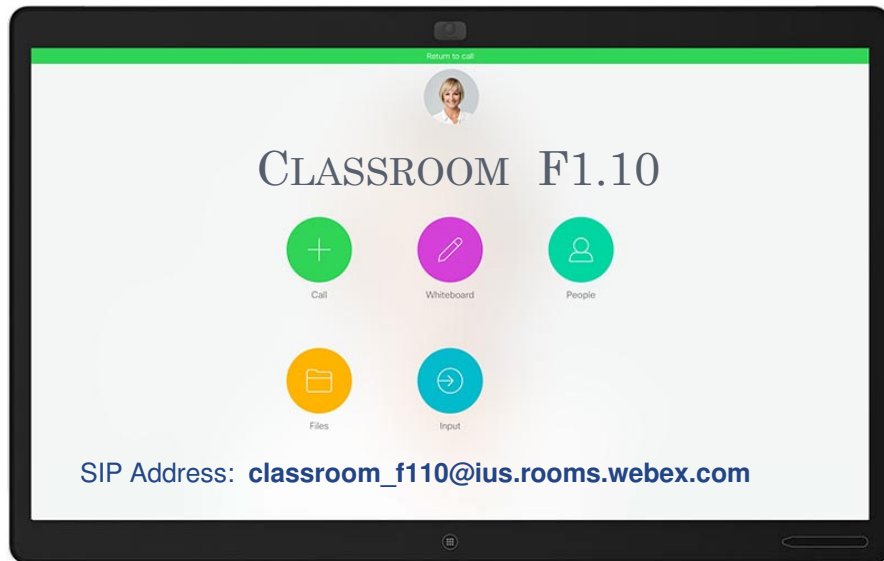 Return to call
CLASSROOM F1.10
Call Whiteboard People
Files Input
SIP Address: classroom_f110@ius.rooms.webex.com